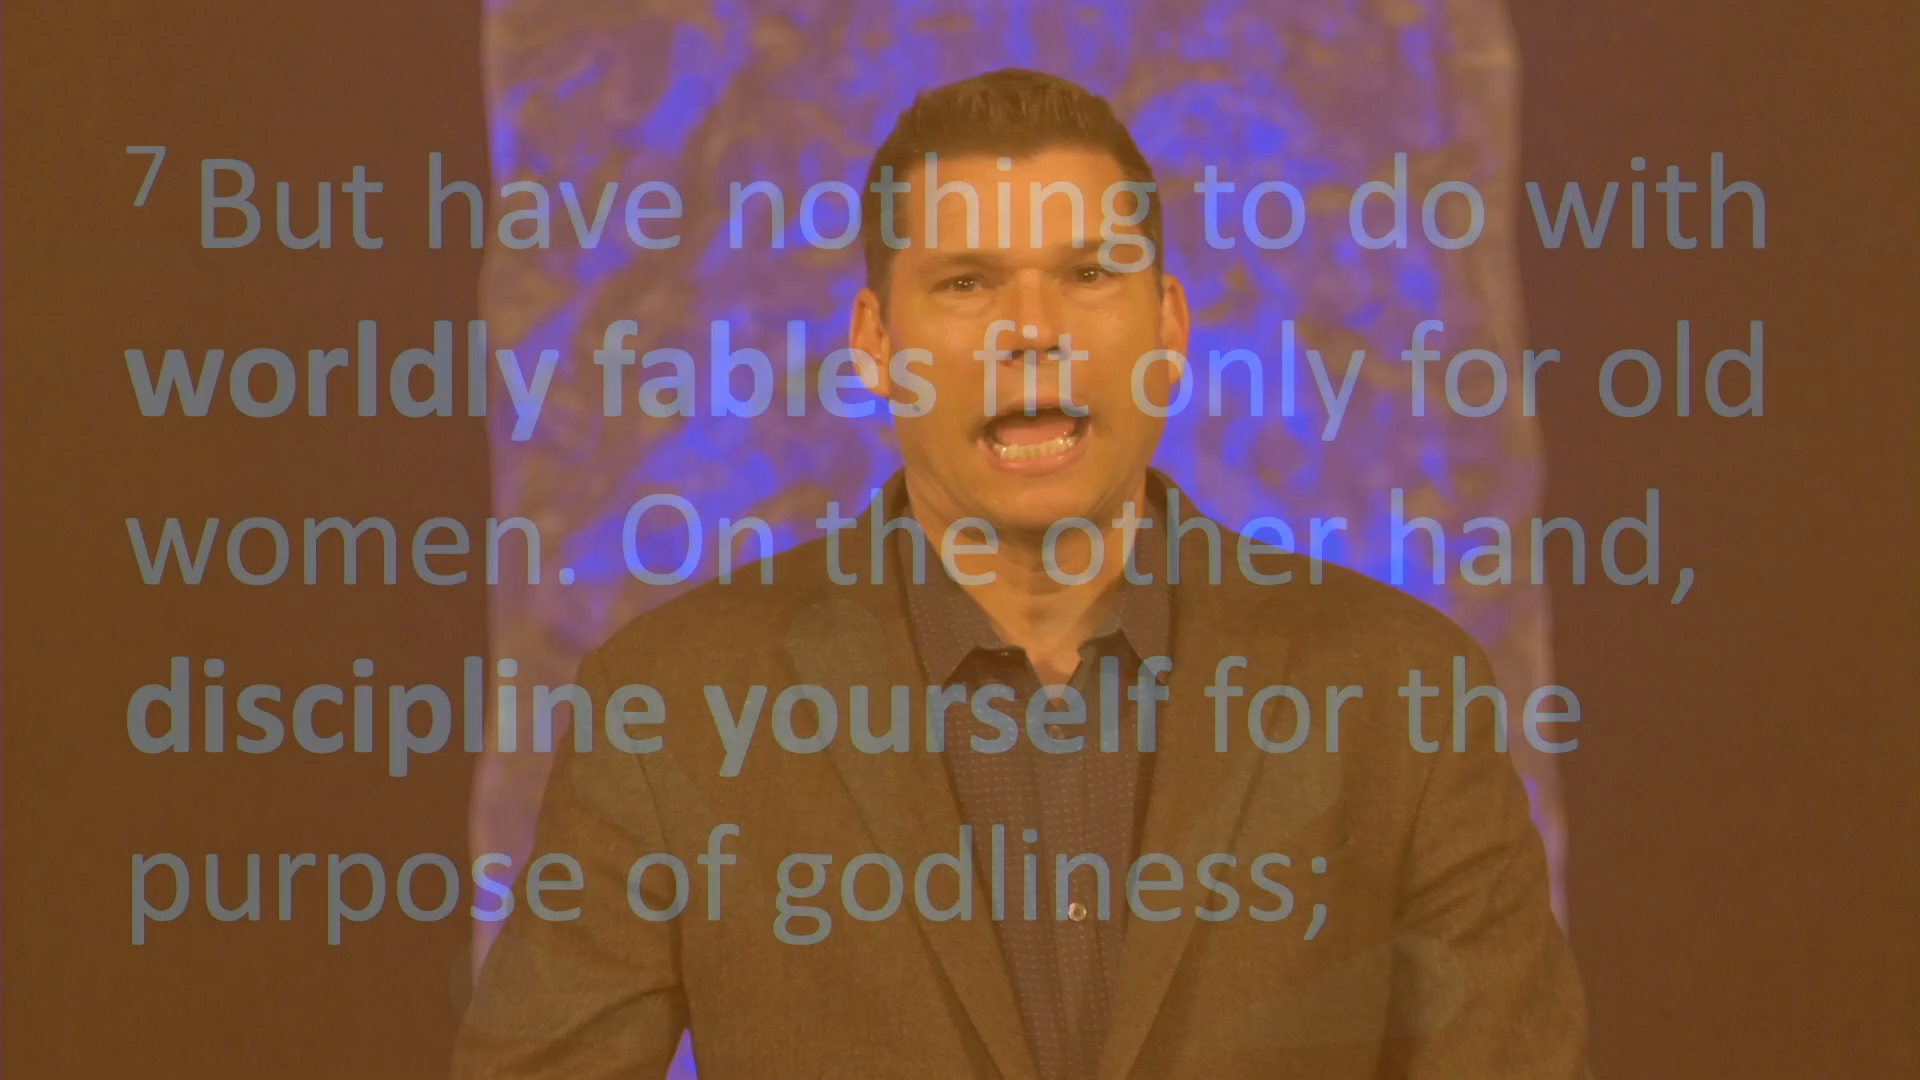 7 But have nothing to do with
worldly fables fit only for old
women. On the other hand,
discipline yourself for the
purpose of godliness;